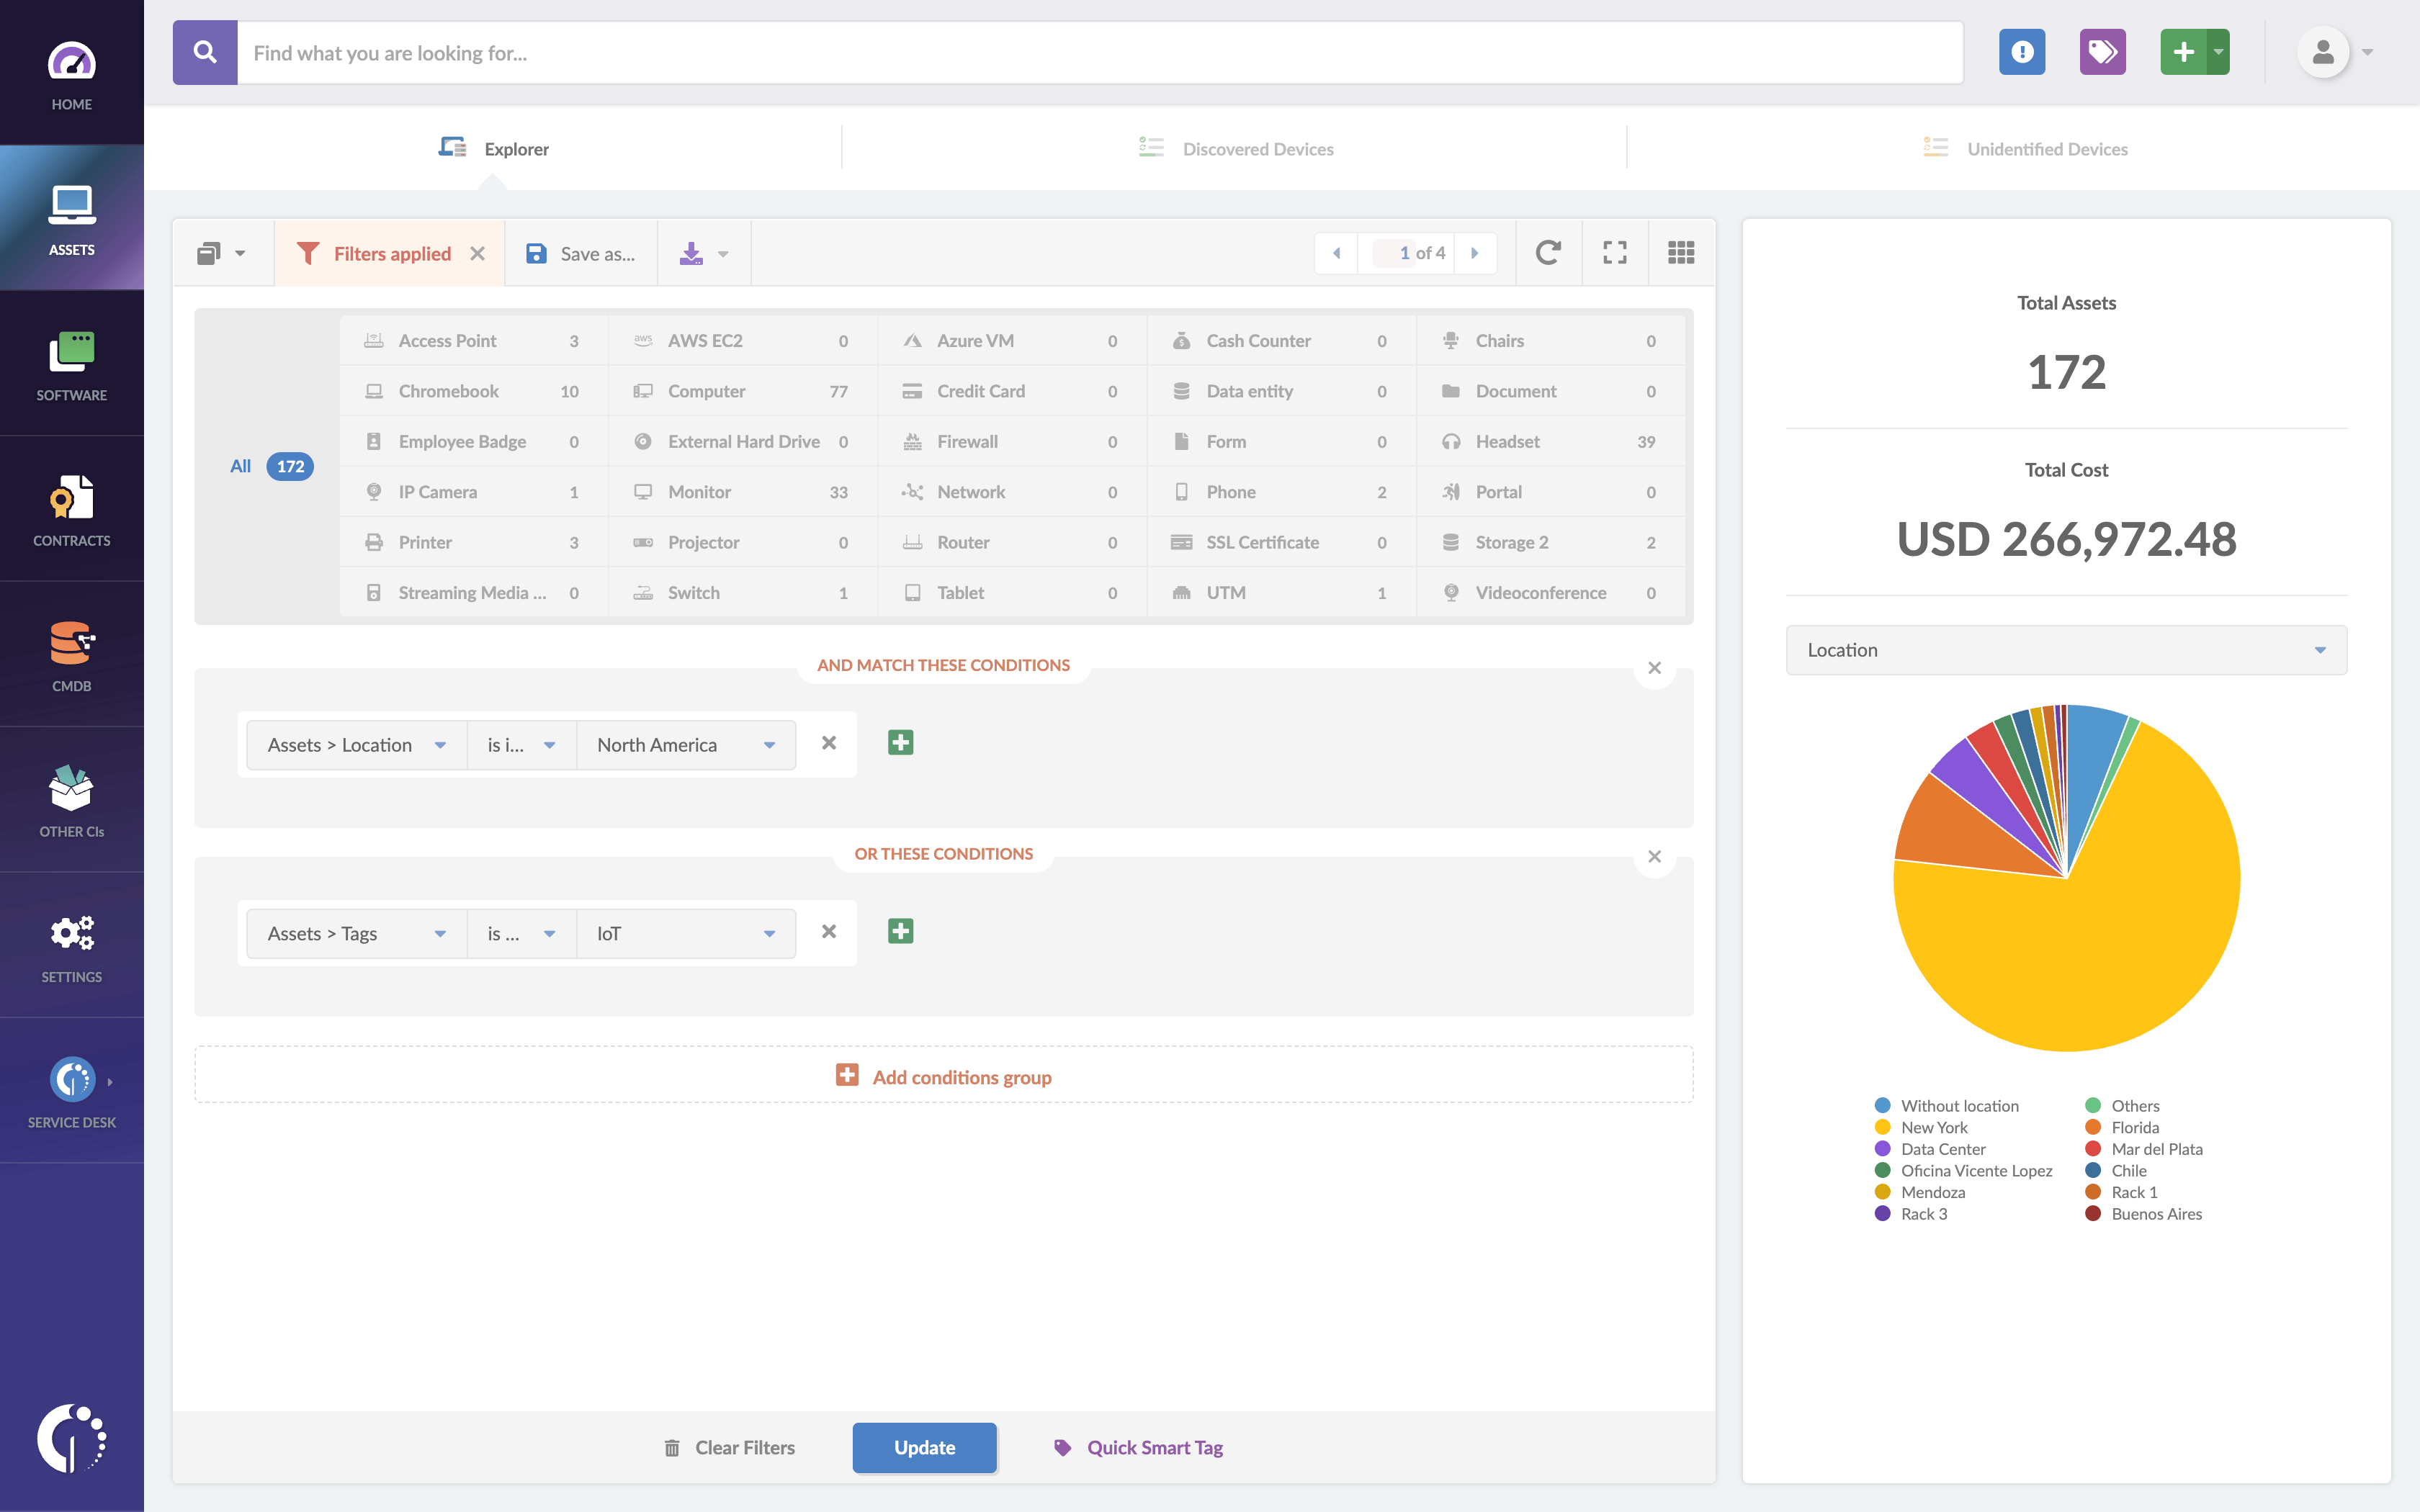 HOME
ASSETS
SOFTWARE
CONTRACTS
CMDB
OTHER CIs
SETTINGS
SERVICE DESK
Find what you are looking for...
Explorer
Discovered Devices
Unidentified Devices
Filters applied
Save as...
1 of 4
All 172
Access Point 3
AWS EC2 0
Azure VM 0
Cash Counter 0
Chairs 0
Chromebook 10
Computer 77
Credit Card 0
Data entity 0
Document 0
Employee Badge 0
External Hard Drive 0
Firewall 0
Form 0
Headset 39
IP Camera 1
Monitor 33
Network 0
Phone 2
Portal 0
Printer 3
Projector 0
Router 0
SSL Certificate 0
Storage 2 2
Streaming Media ... 0
Switch 1
Tablet 0
UTM 1
Videoconference 0
AND MATCH THESE CONDITIONS
Assets > Location
is i...
North America
OR THESE CONDITIONS
Assets > Tags
is ...
IoT
Add conditions group
Clear Filters
Update
Quick Smart Tag
Total Assets
172
Total Cost
USD 266,972.48
Location
Without location
Others
New York
Florida
Data Center
Mar del Plata
Oficina Vicente Lopez
Chile
Mendoza
Rack 1
Rack 3
Buenos Aires